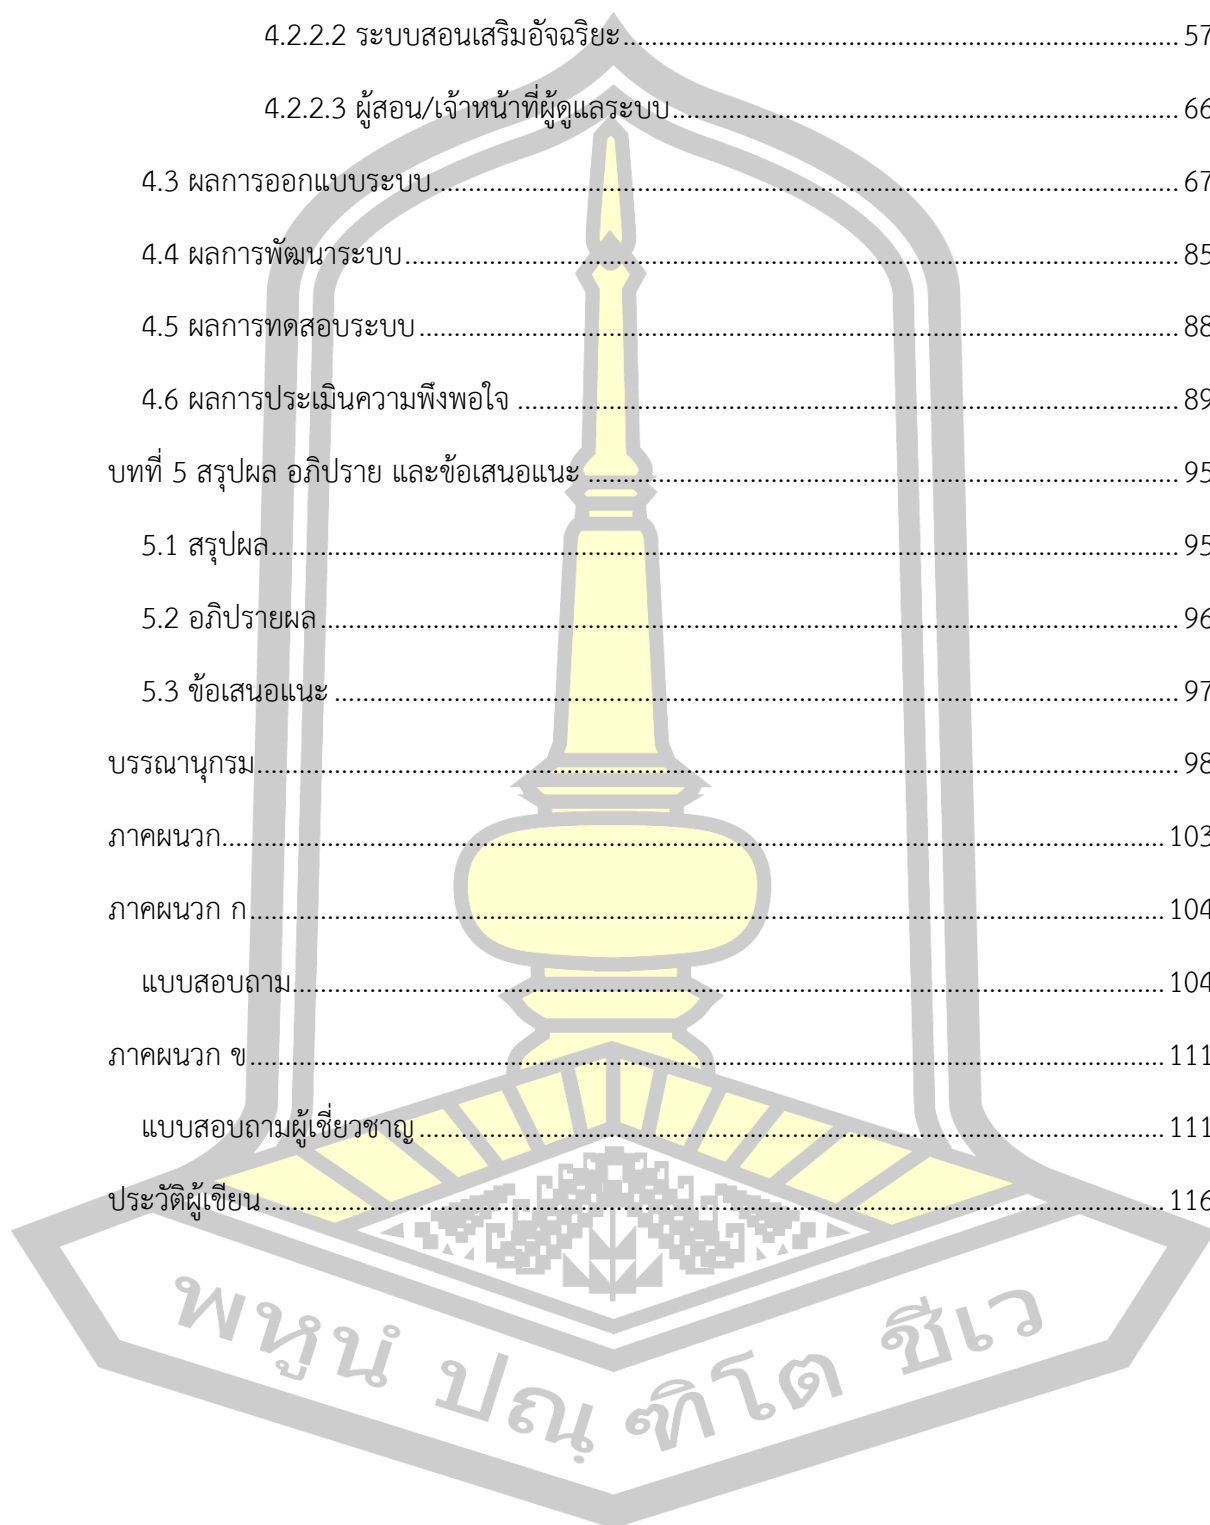 4.2.2.2 ระบบสอนเสริมอัจฉริยะ.......... 57
4.2.2.3 ผู้สอน/เจ้าหน้าที่ผู้ดูแลระบบ.......... 66
4.3 ผลการออกแบบระบบ.......... 67
4.4 ผลการพัฒนาระบบ.......... 85
4.5 ผลการทดสอบระบบ.......... 88
4.6 ผลการประเมินความพึงพอใจ.......... 89
บทที่ 5 สรุปผล อภิปราย และข้อเสนอแนะ.......... 95
5.1 สรุปผล.......... 95
5.2 อภิปรายผล.......... 96
5.3 ข้อเสนอแนะ.......... 97
บรรณานุกรม.......... 98
ภาคผนวก.......... 103
ภาคผนวก ก.......... 104
แบบสอบถาม.......... 104
ภาคผนวก ข.......... 111
แบบสอบถามผู้เชี่ยวชาญ.......... 111
ประวัติผู้เขียน.......... 116
พหูนํ ปณฺฑิโต ชีเว